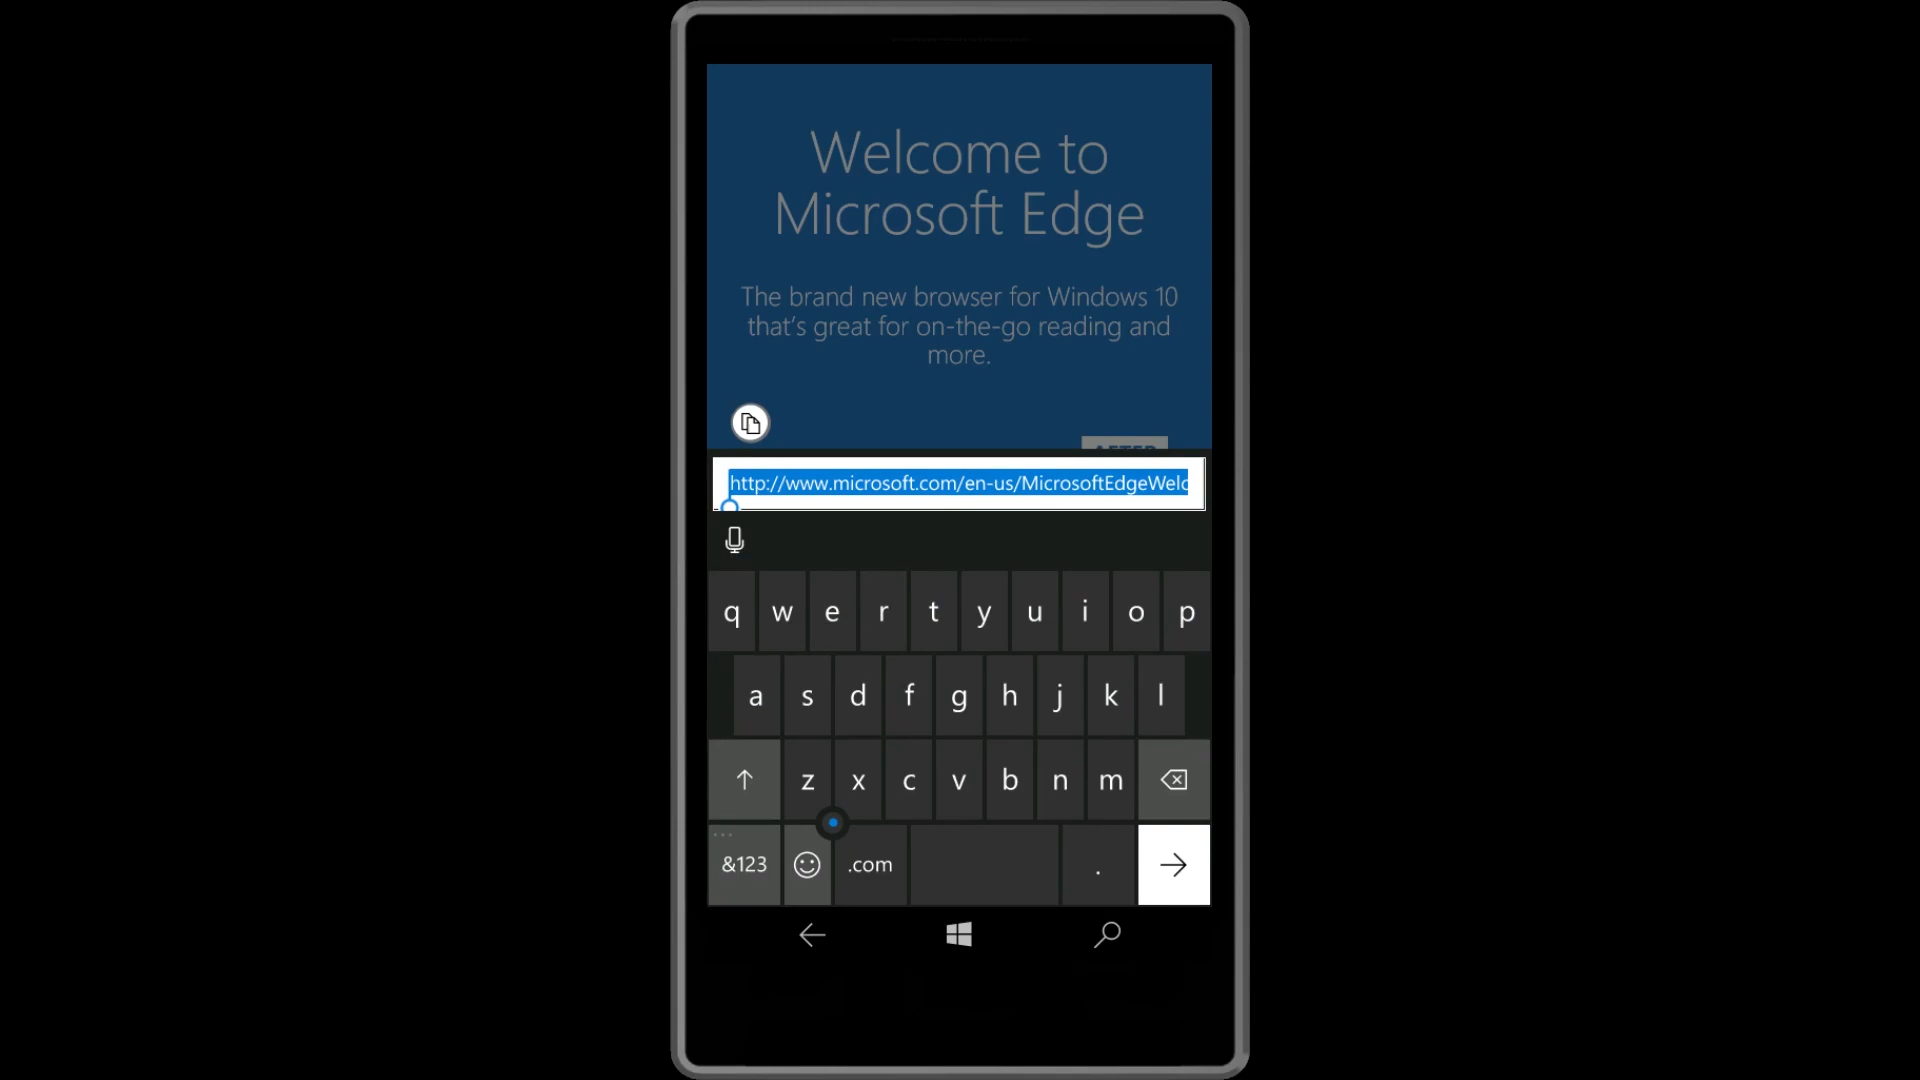 Welcome to
Microsoft Edge
The brand new browser for Windows 10
that's great for on-the-go reading and
more.
AFTER
http://www.microsoft.com/en-us/MicrosoftEdgeWelc
q w e r t y u i o p
a s d f g h j k l
z x c v b n m
&123 .com .